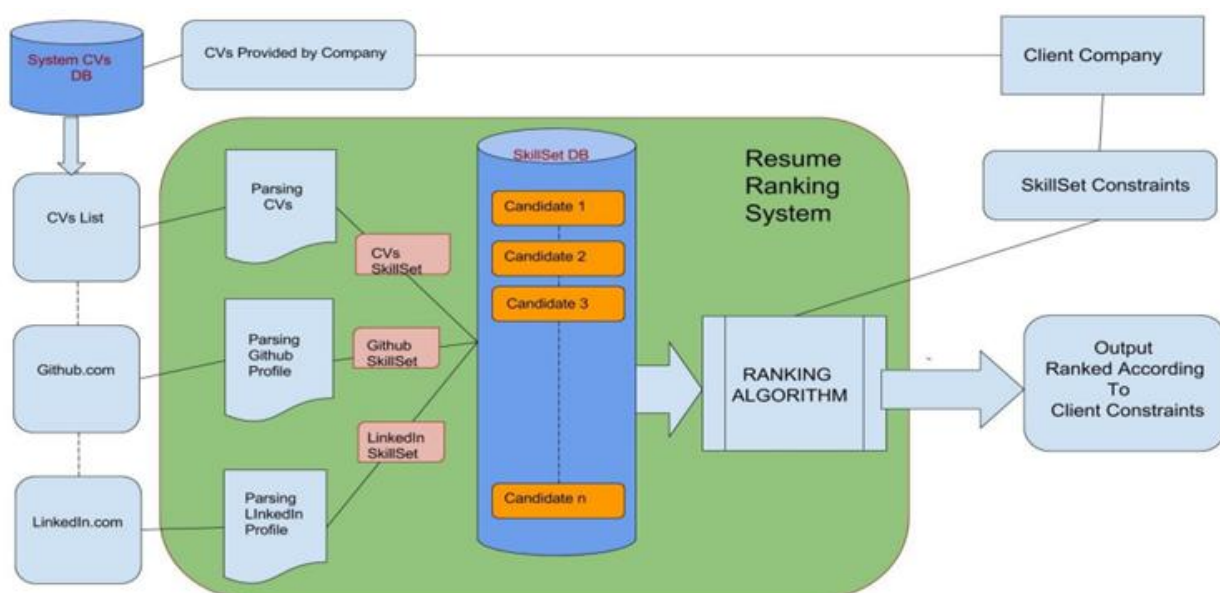 System CVs
DB
CVs Provided by Company
Client Company
SkillSet DB
Resume
Ranking
System
Parsing
CVs
CVs List
SkillSet Constraints
Candidate 1
CVs
SkillSet
Candidate 2
Candidate 3
Parsing
Github
Profile
Github
SkillSet
Github.com
RANKING
ALGORITHM
Output
Ranked According
To
Client Constraints
LinkedIn
SkillSet
Candidate n
Parsing
LInkedIn
Profile
LinkedIn.com